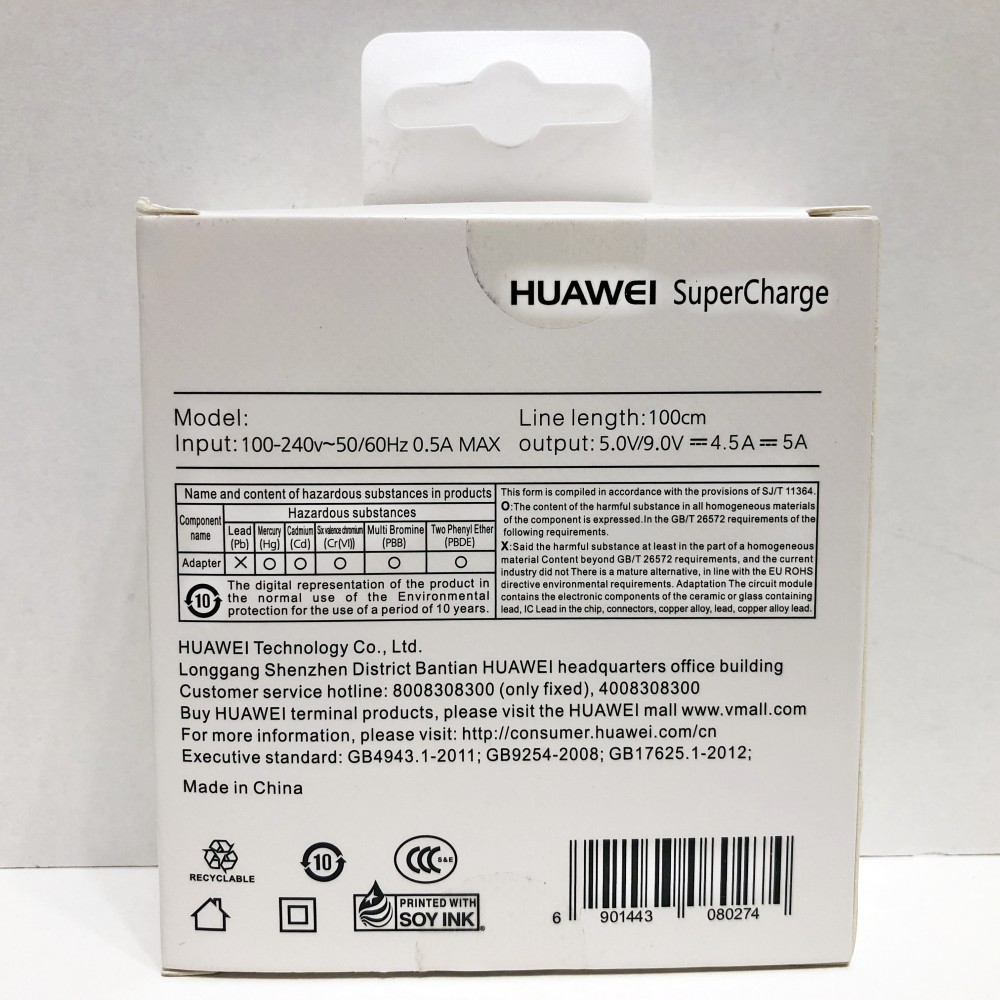 HUAWEI SuperCharge
Model:
Line length:100cm
Input: 100-240v~50/60Hz 0.5A MAX
output: 5.0V/9.0V ⎓4.5A⎓5A
Name and content of hazardous substances in products
Component name
Hazardous substances
Lead (Pb)
Mercury (Hg)
Cadmium (Cd)
Six valence chromium (Cr(VI))
Multi Bromine (PBB)
Two Phenyl Ether (PBDE)
Adapter X O O O O O
10
The digital representation of the product in
the normal use of the Environmental
protection for the use of a period of 10 years.
This form is compiled in accordance with the provisions of SJ/T 11364.
O:The content of the harmful substance in all homogeneous materials
of the component is expressed.In the GB/T 26572 requirements of the
following requirements.
X:Said the harmful substance at least in the part of a homogeneous
material Content beyond GB/T 26572 requirements, and the current
industry did not There is a mature alternative, in line with the EU ROHS
directive environmental requirements. Adaptation The circuit module
contains the electronic components of the ceramic or glass containing
lead, IC Lead in the chip, connectors, copper alloy, lead, copper alloy lead.
HUAWEI Technology Co., Ltd.
Longgang Shenzhen District Bantian HUAWEI headquarters office building
Customer service hotline: 8008308300 (only fixed), 4008308300
Buy HUAWEI terminal products, please visit the HUAWEI mall www.vmall.com
For more information, please visit: http://consumer.huawei.com/cn
Executive standard: GB4943.1-2011; GB9254-2008; GB17625.1-2012;
Made in China
RECYCLABLE
10
CCC S&E
PRINTED WITH
SOY INK
6 901443 080274